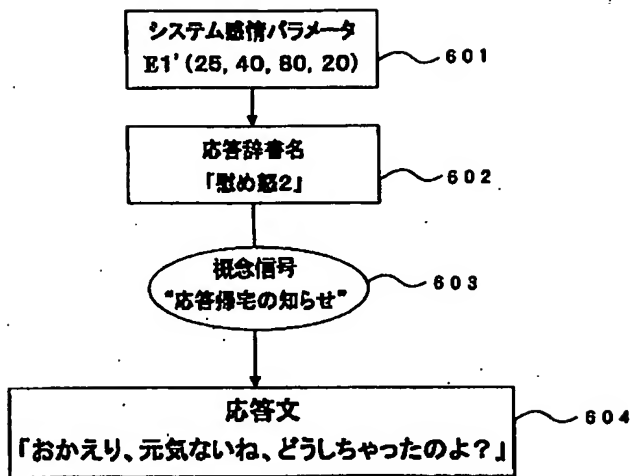 システム感情パラメータ
E1'(25, 40, 80, 20)
601
応答辞書名
「慰め怒2」
602
概念信号
“応答帰宅の知らせ”
603
応答文
「おかえり、元気ないね、どうしちゃったのよ?」
604